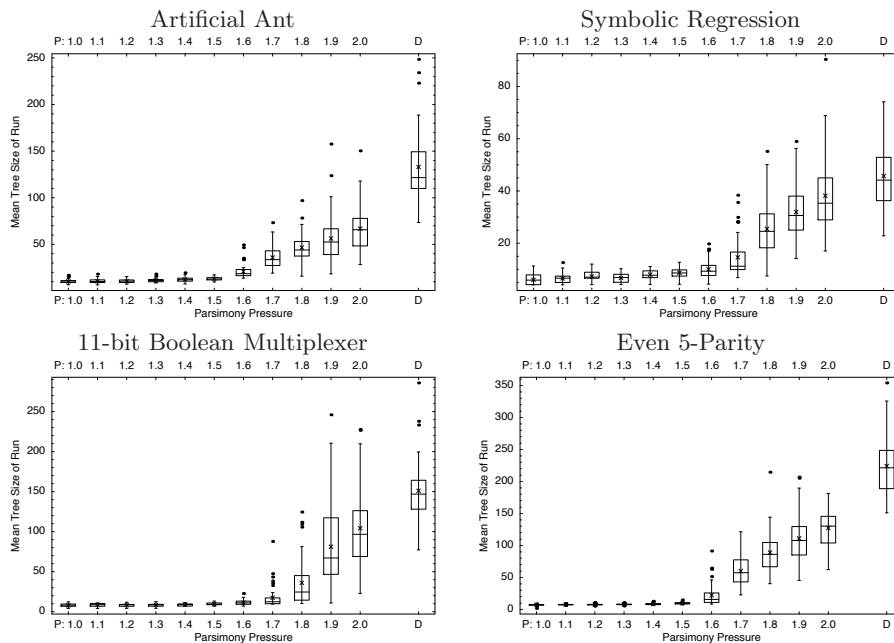 Artificial Ant
P: 1.0 1.1 1.2 1.3 1.4 1.5 1.6 1.7 1.8 1.9 2.0 D
250
200
150
100
50
Mean Tree Size of Run
P: 1.0 1.1 1.2 1.3 1.4 1.5 1.6 1.7 1.8 1.9 2.0 D
Parsimony Pressure
Symbolic Regression
P: 1.0 1.1 1.2 1.3 1.4 1.5 1.6 1.7 1.8 1.9 2.0 D
80
60
40
20
Mean Tree Size of Run
P: 1.0 1.1 1.2 1.3 1.4 1.5 1.6 1.7 1.8 1.9 2.0 D
Parsimony Pressure
11-bit Boolean Multiplexer
P: 1.0 1.1 1.2 1.3 1.4 1.5 1.6 1.7 1.8 1.9 2.0 D
250
200
150
100
50
0
Mean Tree Size of Run
P: 1.0 1.1 1.2 1.3 1.4 1.5 1.6 1.7 1.8 1.9 2.0 D
Parsimony Pressure
Even 5-Parity
P: 1.0 1.1 1.2 1.3 1.4 1.5 1.6 1.7 1.8 1.9 2.0 D
350
300
250
200
150
100
50
0
Mean Tree Size of Run
P: 1.0 1.1 1.2 1.3 1.4 1.5 1.6 1.7 1.8 1.9 2.0 D
Parsimony Pressure